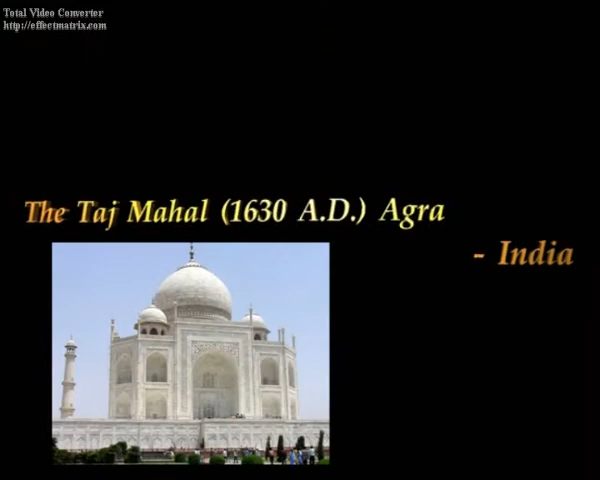 Total Video Converter
http://effectmatrix.com
The Taj Mahal (1630 A.D.) Agra
- India